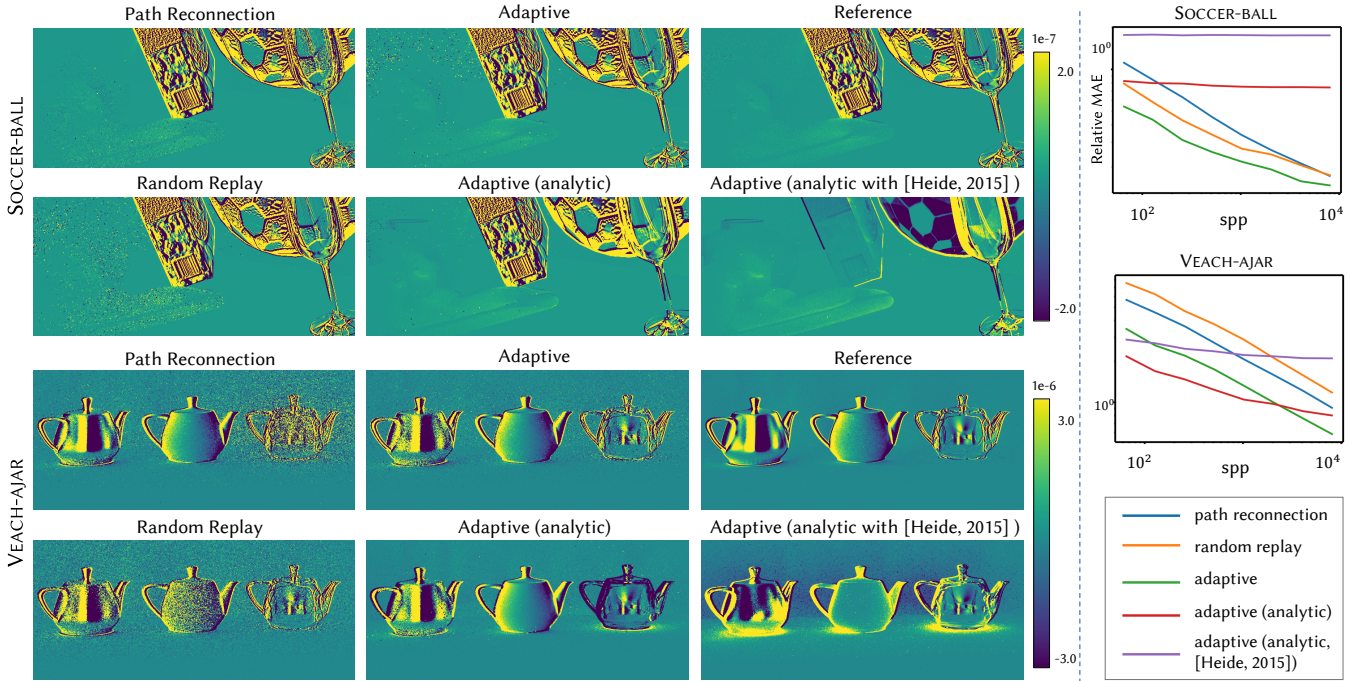 Path Reconnection
Adaptive
Reference
SOCCER-BALL
1e-7
2.0
-2.0
Random Replay
Adaptive (analytic)
Adaptive (analytic with [Heide, 2015] )
Path Reconnection
Adaptive
Reference
VEACH-AJAR
1e-6
3.0
-3.0
Random Replay
Adaptive (analytic)
Adaptive (analytic with [Heide, 2015] )
SOCCER-BALL
10⁰
Relative MAE
10²
spp
10⁴
VEACH-AJAR
10⁰
10²
spp
10⁴
path reconnection
random replay
adaptive
adaptive (analytic)
adaptive (analytic,
[Heide, 2015])